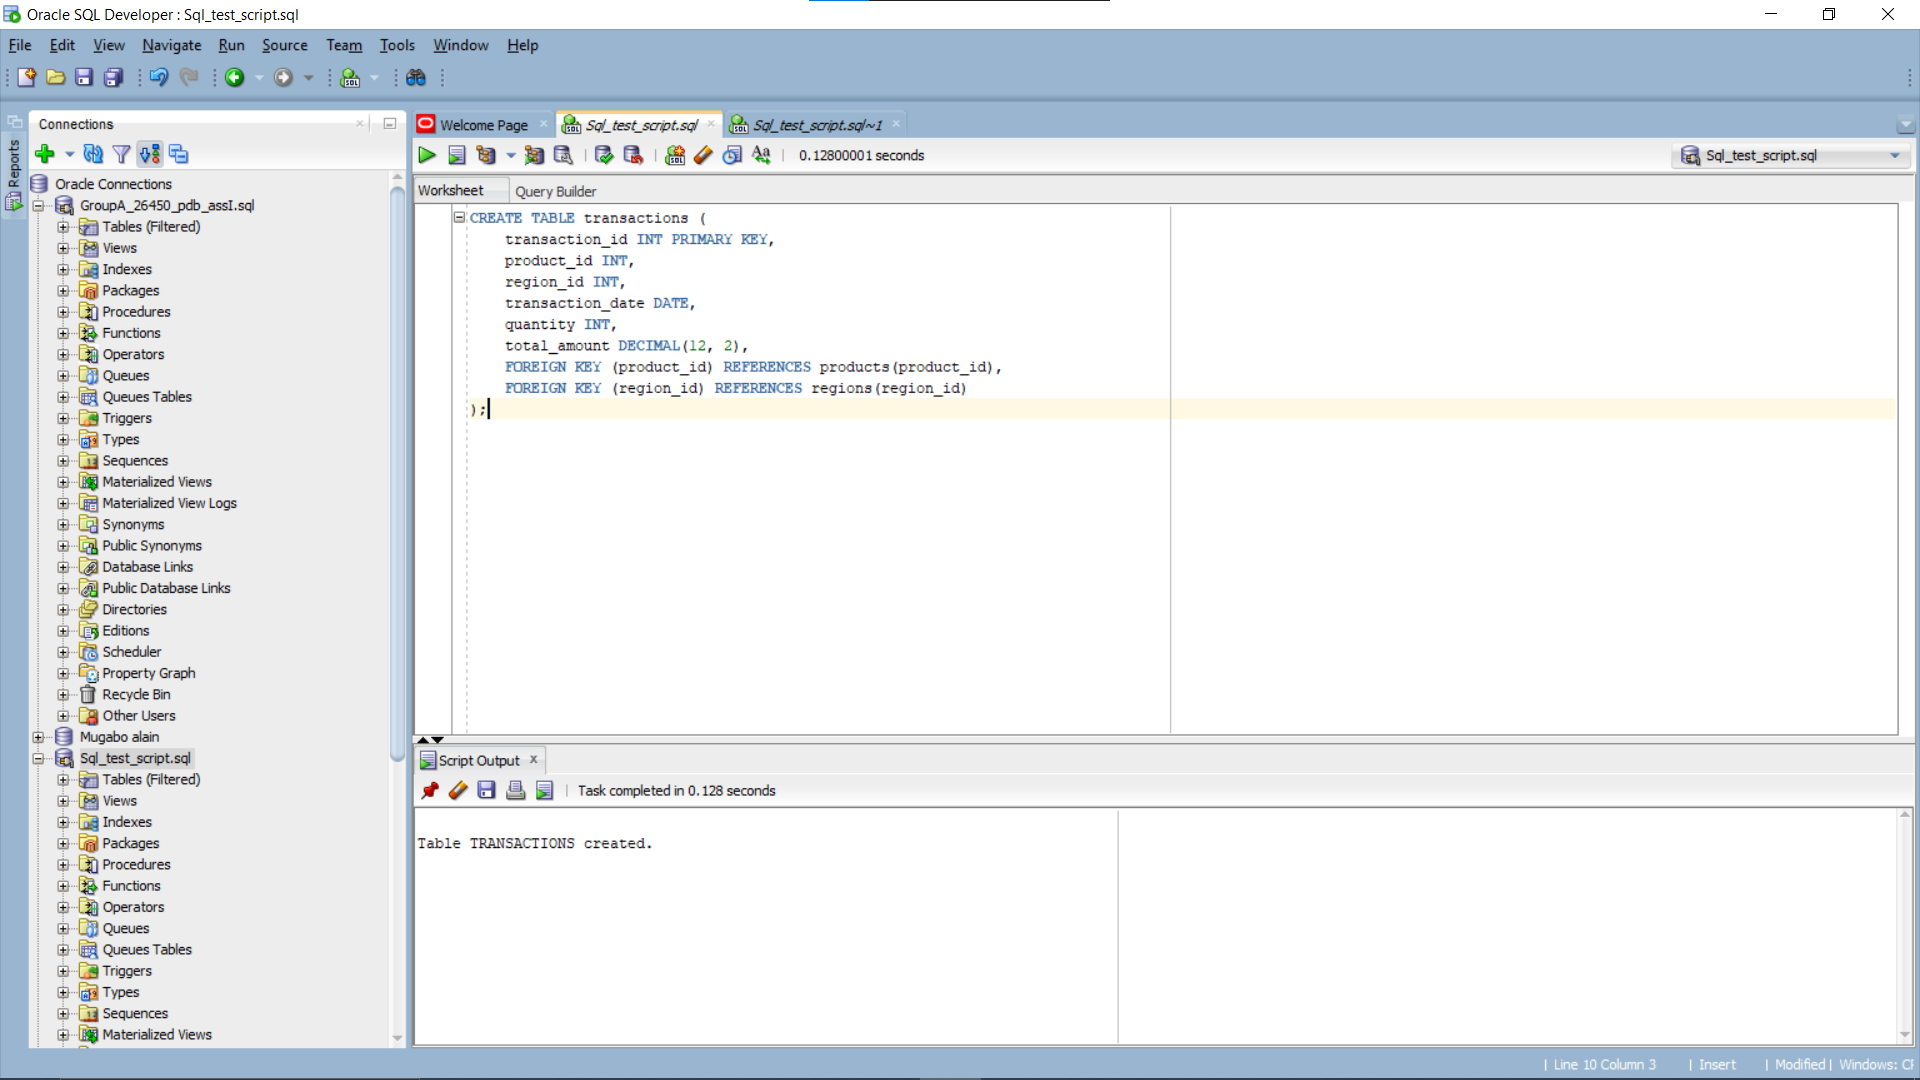 Oracle SQL Developer : Sql_test_script.sql
File Edit View Navigate Run Source Team Tools Window Help
Connections
Welcome Page
Sql_test_script.sql
Sql_test_script.sql~1
Reports
0.12800001 seconds
Sql_test_script.sql
Worksheet
Query Builder
Oracle Connections
GroupA_26450_pdb_assI.sql
Tables (Filtered)
Views
Indexes
Packages
Procedures
Functions
Operators
Queues
Queues Tables
Triggers
Types
Sequences
Materialized Views
Materialized View Logs
Synonyms
Public Synonyms
Database Links
Public Database Links
Directories
Editions
Scheduler
Property Graph
Recycle Bin
Other Users
Mugabo alain
Sql_test_script.sql
Tables (Filtered)
Views
Indexes
Packages
Procedures
Functions
Operators
Queues
Queues Tables
Triggers
Types
Sequences
Materialized Views
CREATE TABLE transactions (
transaction_id INT PRIMARY KEY,
product_id INT,
region_id INT,
transaction_date DATE,
quantity INT,
total_amount DECIMAL(12, 2),
FOREIGN KEY (product_id) REFERENCES products(product_id),
FOREIGN KEY (region_id) REFERENCES regions(region_id)
);
Script Output
Task completed in 0.128 seconds
Table TRANSACTIONS created.
| Line 10 Column 3 | Insert | Modified | Windows: CF